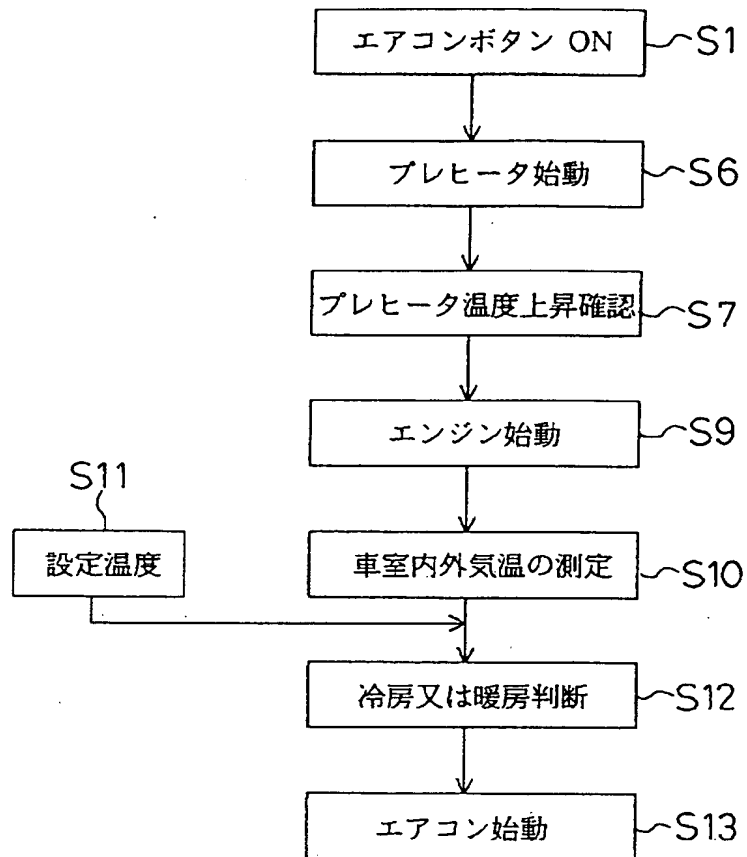 エアコンボタン ON
S1
プレヒータ始動
S6
プレヒータ温度上昇確認
S7
エンジン始動
S9
S11
設定温度
車室内外気温の測定
S10
冷房又は暖房判断
S12
エアコン始動
S13